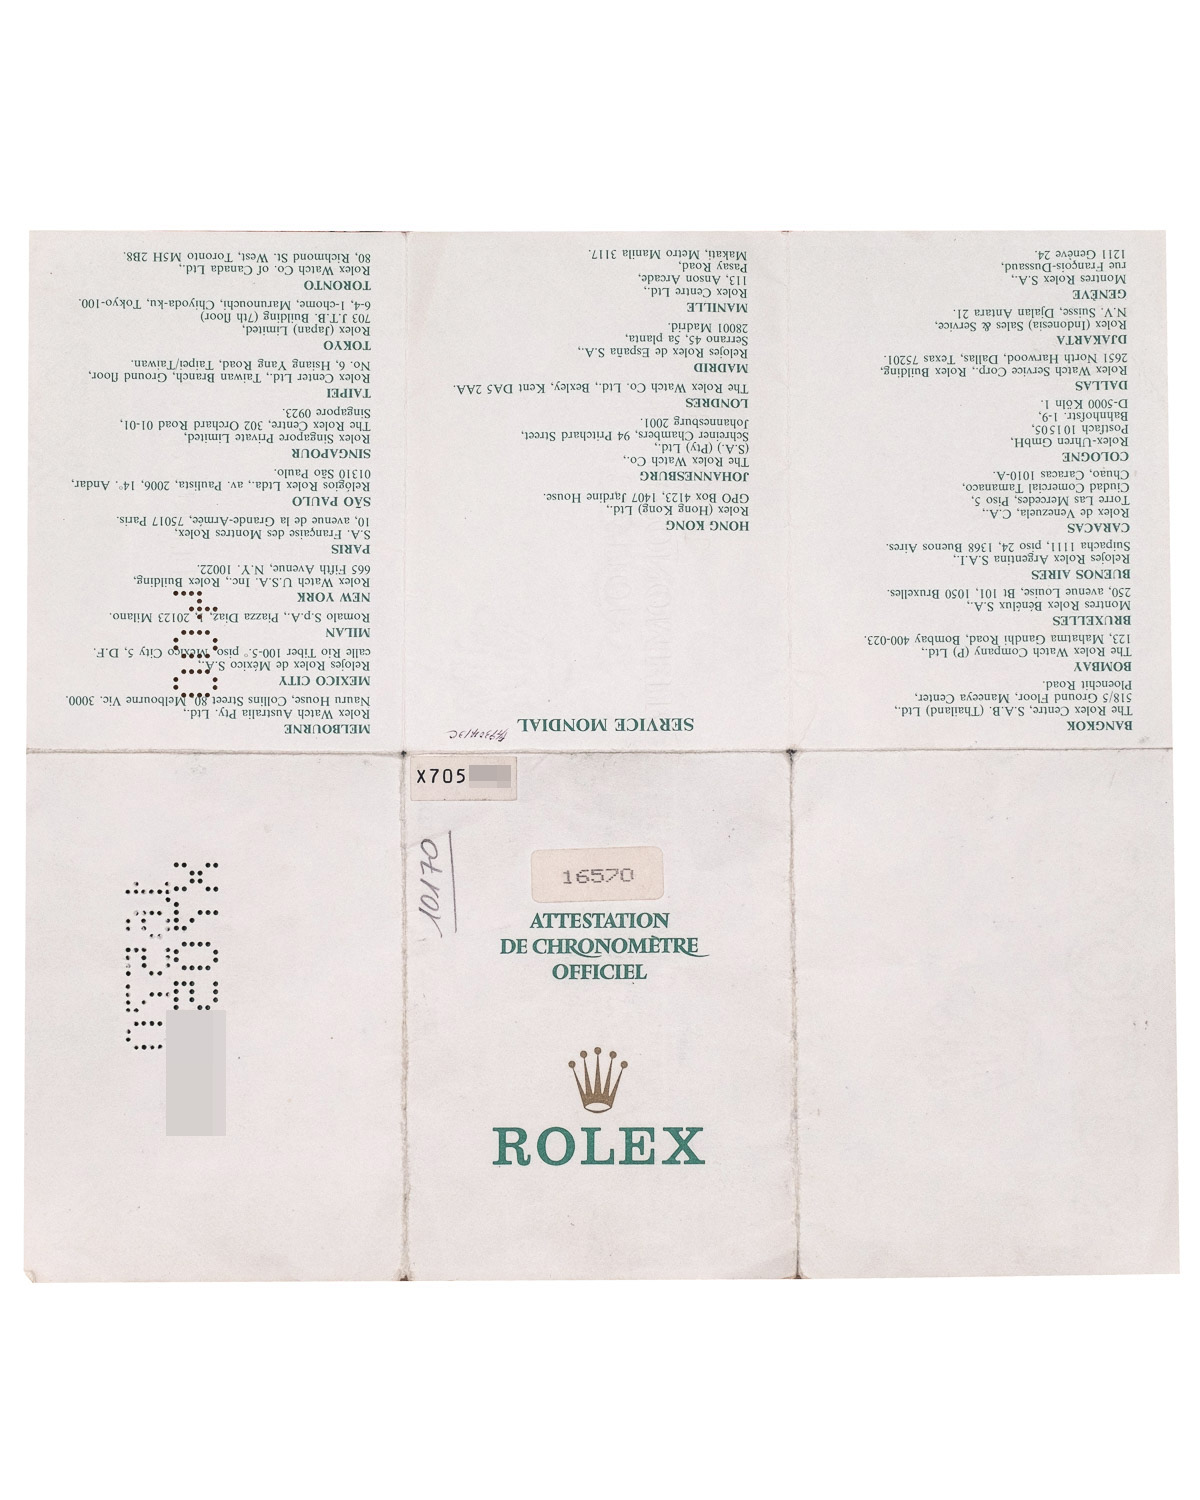 X705
10170
16570
ATTESTATION
DE CHRONOMÈTRE
OFFICIEL
ROLEX
16570
X705
SERVICE MONDIAL
BANGKOK
The Rolex Centre, S.A.B. (Thailand) Ltd.,
518/5 Ground Floor, Maneeya Center,
Ploenchit Road.
BOMBAY
The Rolex Watch Company (P) Ltd.,
123, Mahatma Gandhi Road, Bombay 400-023.
BRUXELLES
Montres Rolex Bénélux S.A.,
250, avenue Louise, Bt 101, 1050 Bruxelles.
BUENOS AIRES
Relojes Rolex Argentina S.A.I.,
Suipacha 1111, piso 24, 1368 Buenos Aires.
CARACAS
Rolex de Venezuela, C.A.,
Torre Las Mercedes, Piso 5,
Ciudad Comercial Tamanaco,
Chuao, Caracas 1010-A.
COLOGNE
Rolex-Uhren GmbH,
Postfach 101505,
Bahnhofstr. 1-9,
D-5000 Köln 1.
DALLAS
Rolex Watch Service Corp., Rolex Building,
2651 North Harwood, Dallas, Texas 75201.
DJAKARTA
Rolex (Indonesia) Sales & Service,
N.V. Suisse, Djalan Antara 21.
GENÈVE
Montres Rolex S.A.,
rue François-Dussaud,
1211 Genève 24.
HONG KONG
Rolex (Hong Kong) Ltd.,
GPO Box 4123, 1407 Jardine House.
JOHANNESBURG
The Rolex Watch Co.,
(S.A.) (Pty) Ltd.,
Schreiner Chambers, 94 Pritchard Street,
Johannesburg 2001.
LONDRES
The Rolex Watch Co. Ltd., Bexley, Kent DA5 2AA.
MADRID
Relojes Rolex de España S.A.,
Serrano 45, 5a planta,
28001 Madrid.
MANILLE
Rolex Centre Ltd.,
113, Anson Arcade,
Pasay Road,
Makati, Metro Manila 3117.
MELBOURNE
Rolex Watch Australia Pty. Ltd.,
Nauru House, Collins Street 80, Melbourne Vic. 3000.
MEXICO CITY
Relojes Rolex de México S.A.,
calle Rio Tiber 100-5.° piso, México City 5, D.F.
MILAN
Romalo S.p.A., Piazza Diaz, 20123 Milano.
NEW YORK
Rolex Watch U.S.A. Inc., Rolex Building,
665 Fifth Avenue, N.Y. 10022.
PARIS
S.A. Française des Montres Rolex,
10, avenue de la Grande-Armée, 75017 Paris.
SÃO PAULO
Relógios Rolex Ltda., av. Paulista, 2006, 14°. Andar,
01310 São Paulo.
SINGAPOUR
Rolex Singapore Private Limited,
The Rolex Centre, 302 Orchard Road 01-01,
Singapore 0923.
TAIPEI
Rolex Center Ltd., Taiwan Branch, Ground floor,
No. 6, Hsiang Yang Road, Taipei/Taiwan.
TOKYO
Rolex (Japan) Limited,
703 J.T.B. Building (7th floor)
6-4, 1-chome, Marunouchi, Chiyoda-ku, Tokyo-100.
TORONTO
Rolex Watch Co. of Canada Ltd.,
80, Richmond St. West, Toronto M5H 2B8.